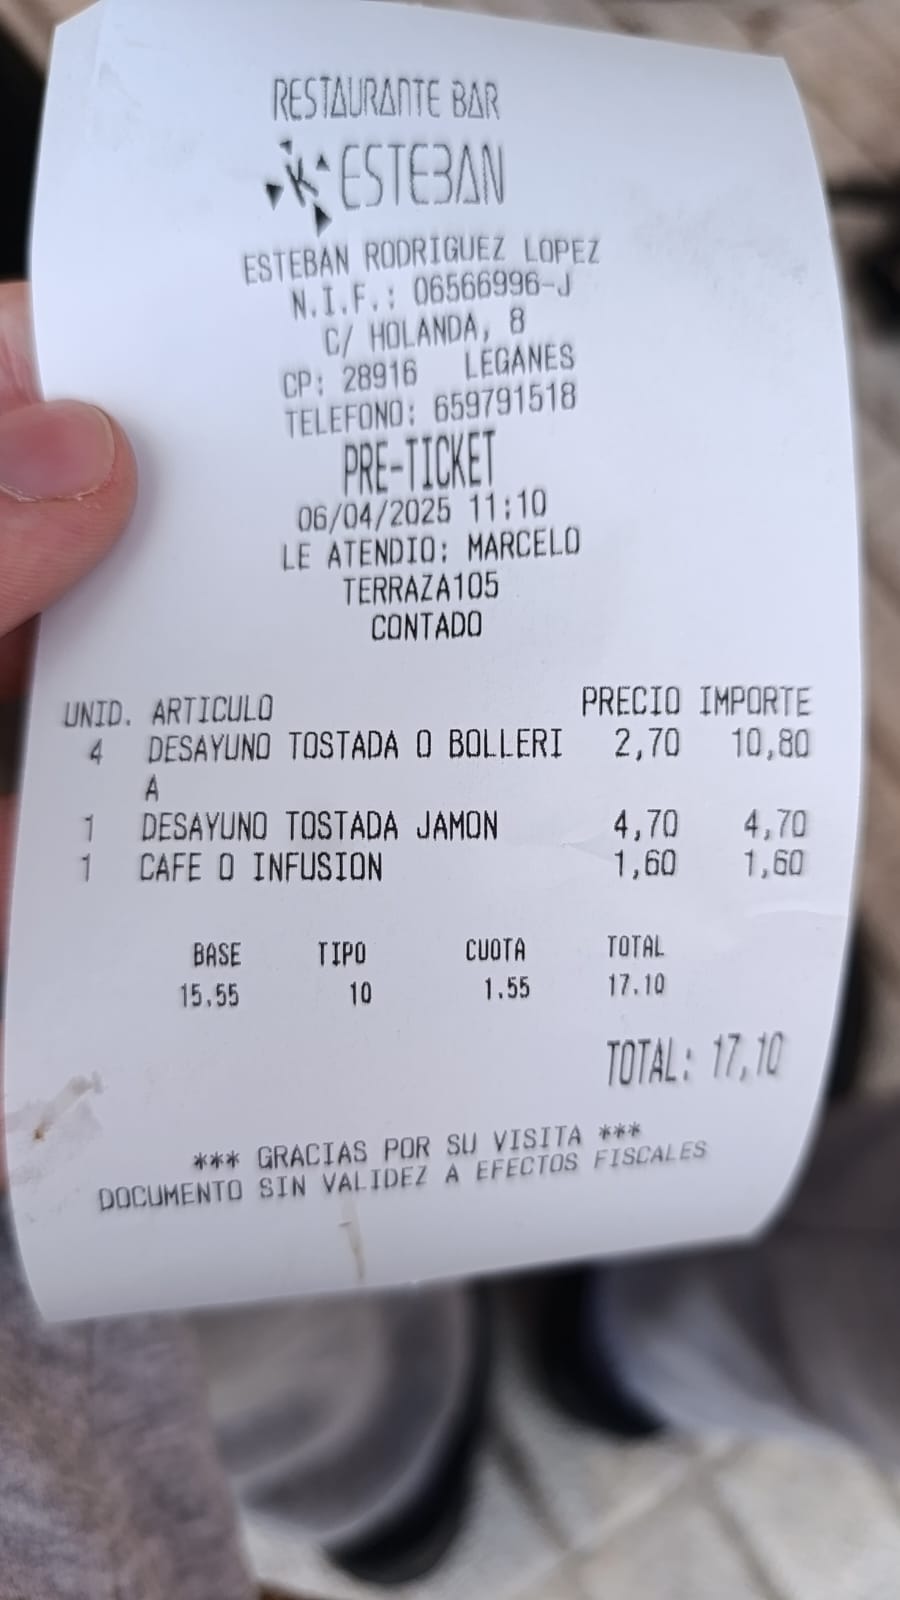 RESTAURANTE BAR
K ESTEBAN
ESTEBAN RODRIGUEZ LOPEZ
N.I.F.: 06566996-J
C/ HOLANDA, 8
CP: 28916 LEGANES
TELEFONO: 659791518
PRE-TICKET
06/04/2025 11:10
LE ATENDIO: MARCELO
TERRAZA105
CONTADO
UNID. ARTICULO PRECIO IMPORTE
4 DESAYUNO TOSTADA O BOLLERI 2,70 10,80
A
1 DESAYUNO TOSTADA JAMON 4,70 4,70
1 CAFE O INFUSION 1,60 1,60
BASE TIPO CUOTA TOTAL
15.55 10 1.55 17.10
TOTAL: 17,10
*** GRACIAS POR SU VISITA ***
DOCUMENTO SIN VALIDEZ A EFECTOS FISCALES